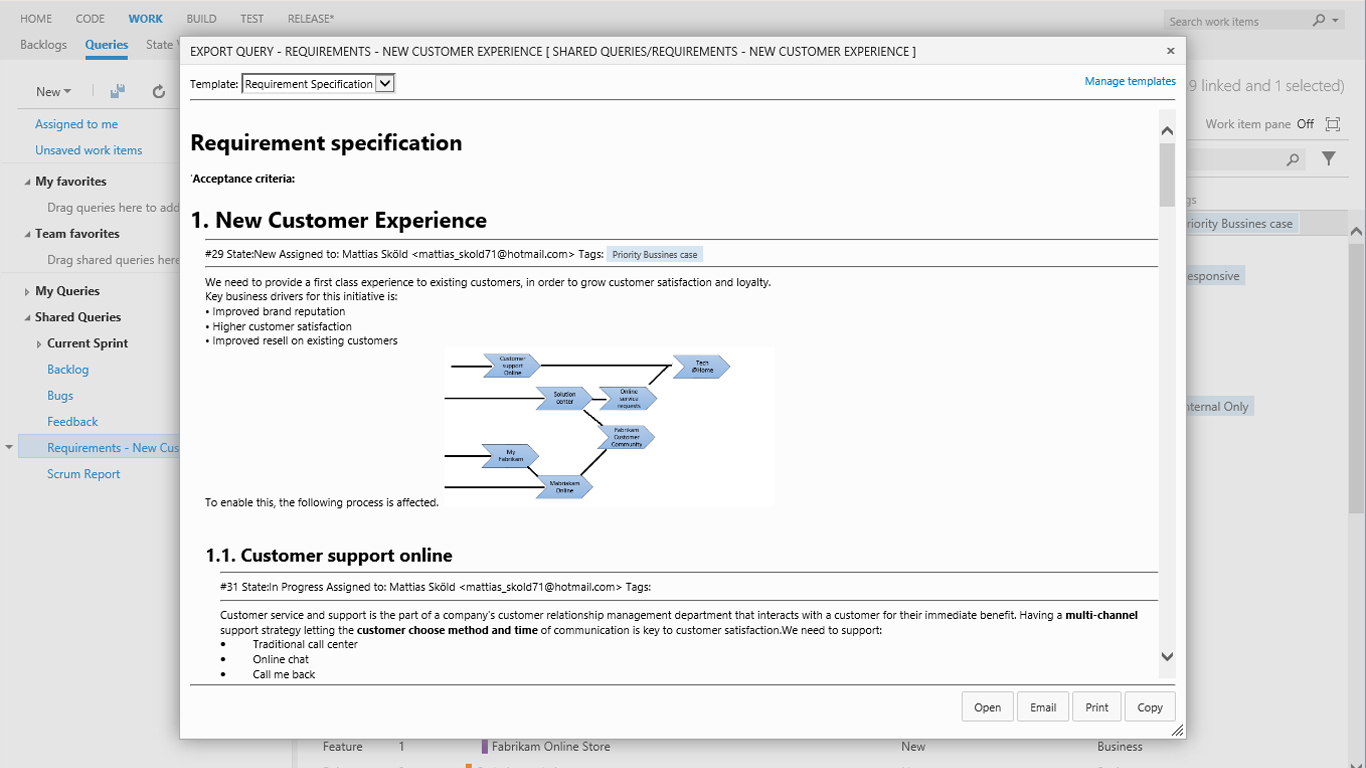 HOME CODE WORK BUILD TEST RELEASE*
Search work items
Backlogs Queries State
EXPORT QUERY - REQUIREMENTS - NEW CUSTOMER EXPERIENCE [ SHARED QUERIES/REQUIREMENTS - NEW CUSTOMER EXPERIENCE ]
Template: Requirement Specification
Manage templates
New
9 linked and 1 selected)
Assigned to me
Work item pane Off
Unsaved work items
My favorites
Drag queries here to add
Team favorites
Drag shared queries here
My Queries
Shared Queries
Current Sprint
Backlog
Bugs
Feedback
Requirements - New Cus
Scrum Report
Requirement specification
'Acceptance criteria:
1. New Customer Experience
#29 State:New Assigned to: Mattias Sköld <mattias_skold71@hotmail.com> Tags: Priority Bussines case
We need to provide a first class experience to existing customers, in order to grow customer satisfaction and loyalty.
Key business drivers for this initiative is:
• Improved brand reputation
• Higher customer satisfaction
• Improved resell on existing customers
Customer
support
Online
Tech
@Home
Solution
center
Online
service
requests
Fabrikam
Customer
Community
My
Fabrikam
Online
To enable this, the following process is affected.
1.1. Customer support online
#31 State:In Progress Assigned to: Mattias Sköld <mattias_skold71@hotmail.com> Tags:
Customer service and support is the part of a company's customer relationship management department that interacts with a customer for their immediate benefit. Having a multi-channel
support strategy letting the customer choose method and time of communication is key to customer satisfaction.We need to support:
• Traditional call center
• Online chat
• Call me back
Open Email Print Copy
gs
riority Bussines case
esponsive
nternal Only
Feature 1 Fabrikam Online Store New Business